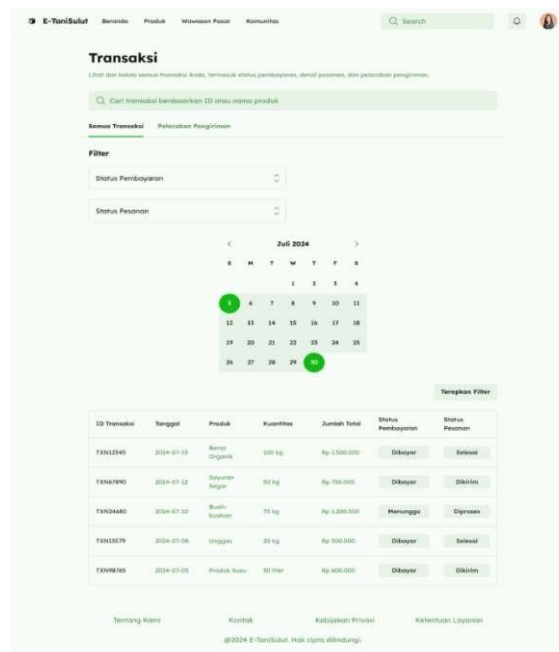 E-TaniSulut Beranda Produk Wawasan Pasar Komunitas Search
Transaksi
Lihat dan kelola semua transaksi Anda, termasuk status pembayaran, detail pesanan, dan pelacakan pengiriman.
Cari transaksi berdasarkan ID atau nama produk
Semua Transaksi Pelacakan Pengiriman
Filter
Status Pembayaran
Status Pesanan
Juli 2024
S M T W T F S
1 2 3 4
5 6 7 8 9 10 11
12 13 14 15 16 17 18
19 20 21 22 23 24 25
26 27 28 29 30
Terapkan Filter
ID Transaksi Tanggal Produk Kuantitas Jumlah Total Status Pembayaran Status Pesanan
TXN12345 2024-07-15 Beras Organik 100 kg Rp 1.500.000 Dibayar Selesai
TXN67890 2024-07-12 Sayuran Segar 50 kg Rp 750.000 Dibayar Dikirim
TXN24680 2024-07-10 Buah-buahan 75 kg Rp 1.200.000 Menunggu Diproses
TXN13579 2024-07-08 Unggas 25 kg Rp 500.000 Dibayar Selesai
TXN98765 2024-07-05 Produk Susu 30 liter Rp 600.000 Dibayar Dikirim
Tentang Kami Kontak Kebijakan Privasi Ketentuan Layanan
@2024 E-TaniSulut. Hak cipta dilindungi.